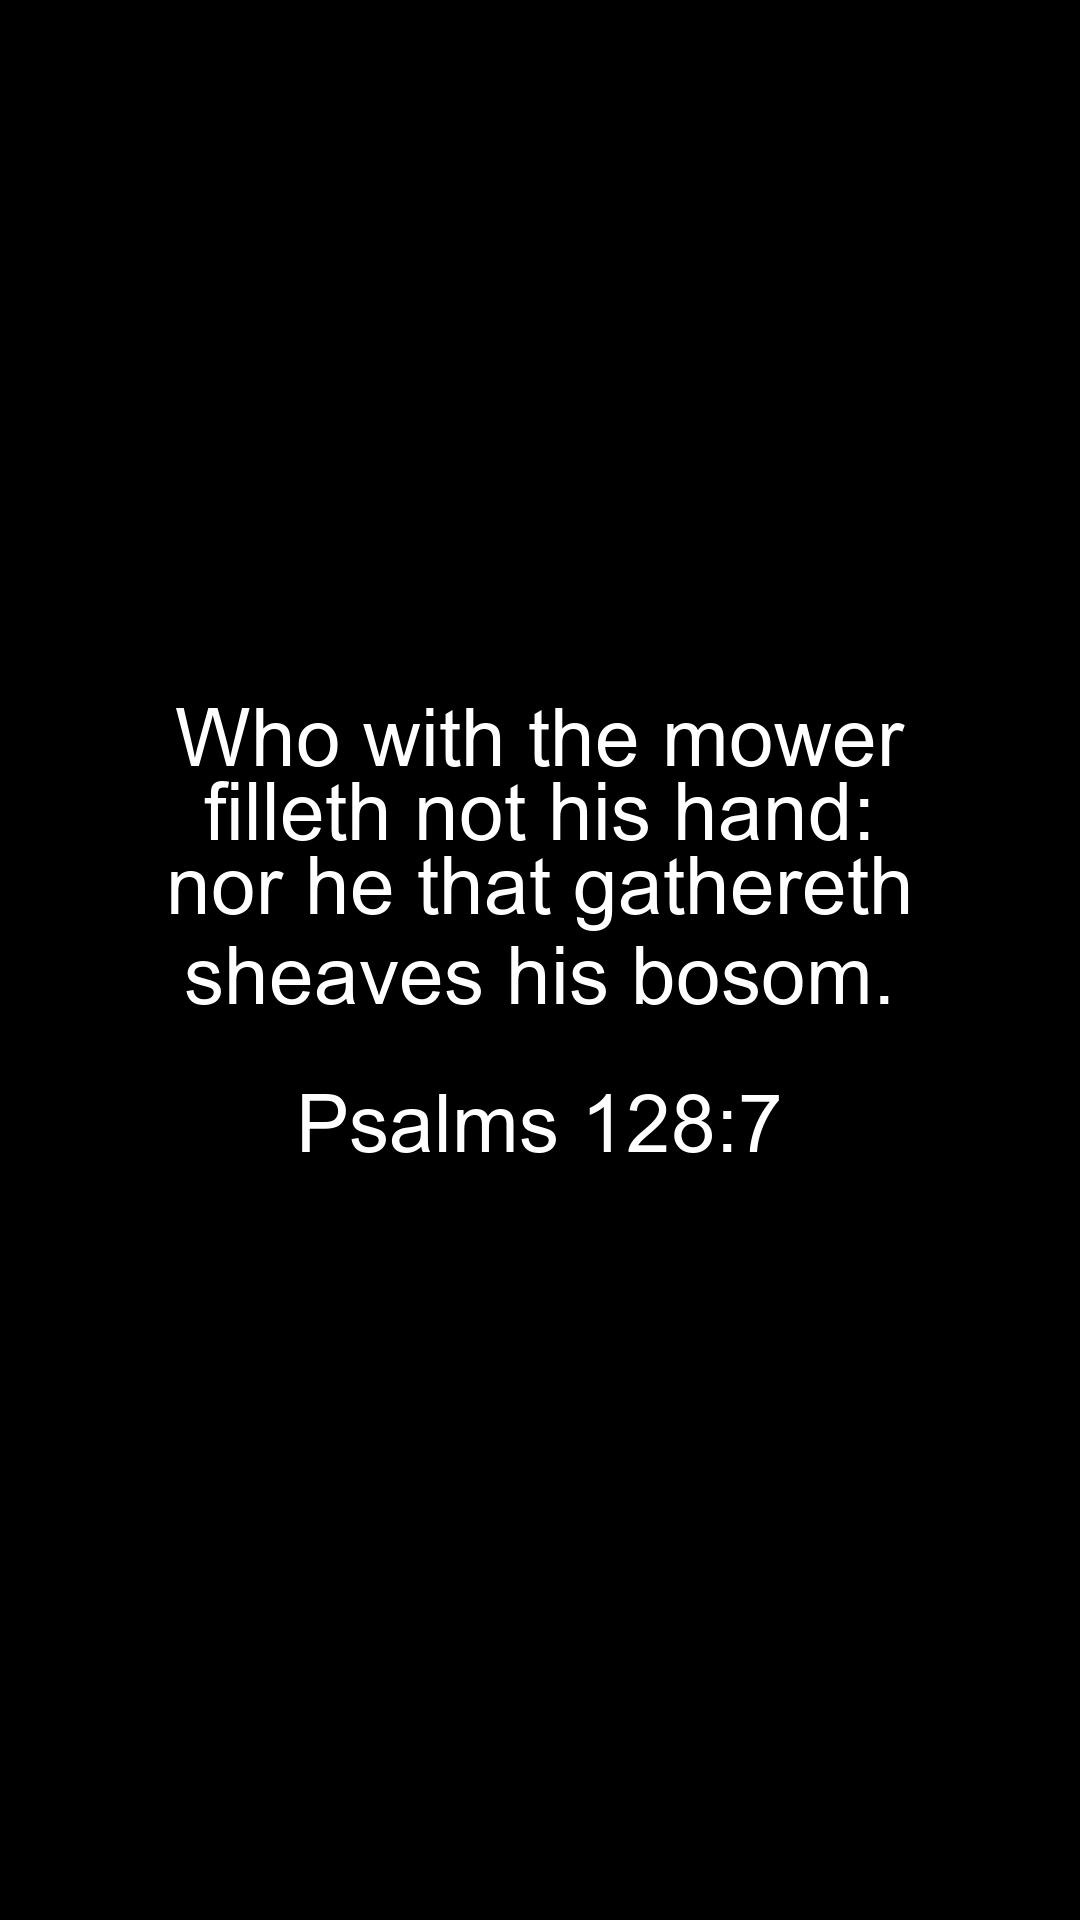 Who with the mower
filleth not his hand:
nor he that gathereth
sheaves his bosom.
Psalms 128:7